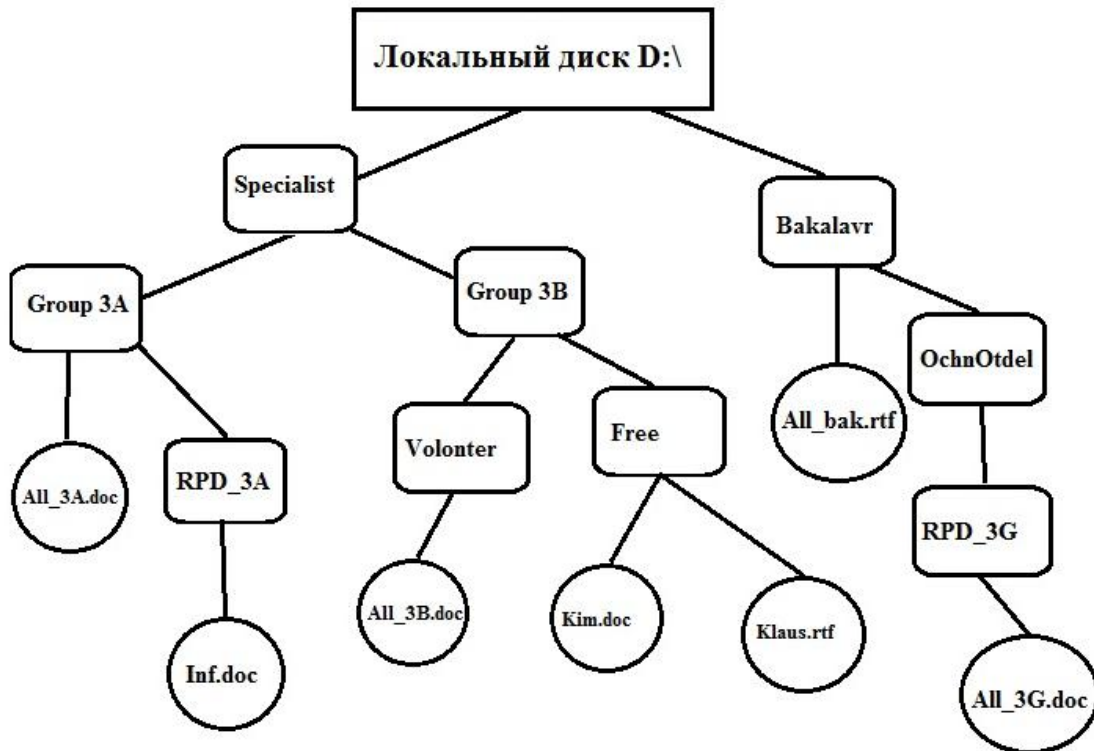 Локальный диск D:\
Specialist
Bakalavr
Group 3A
Group 3B
OchnOtdel
All_bak.rtf
Volonter
Free
RPD_3A
All_3A.doc
RPD_3G
All_3B.doc
Kim.doc
Klaus.rtf
Inf.doc
All_3G.doc